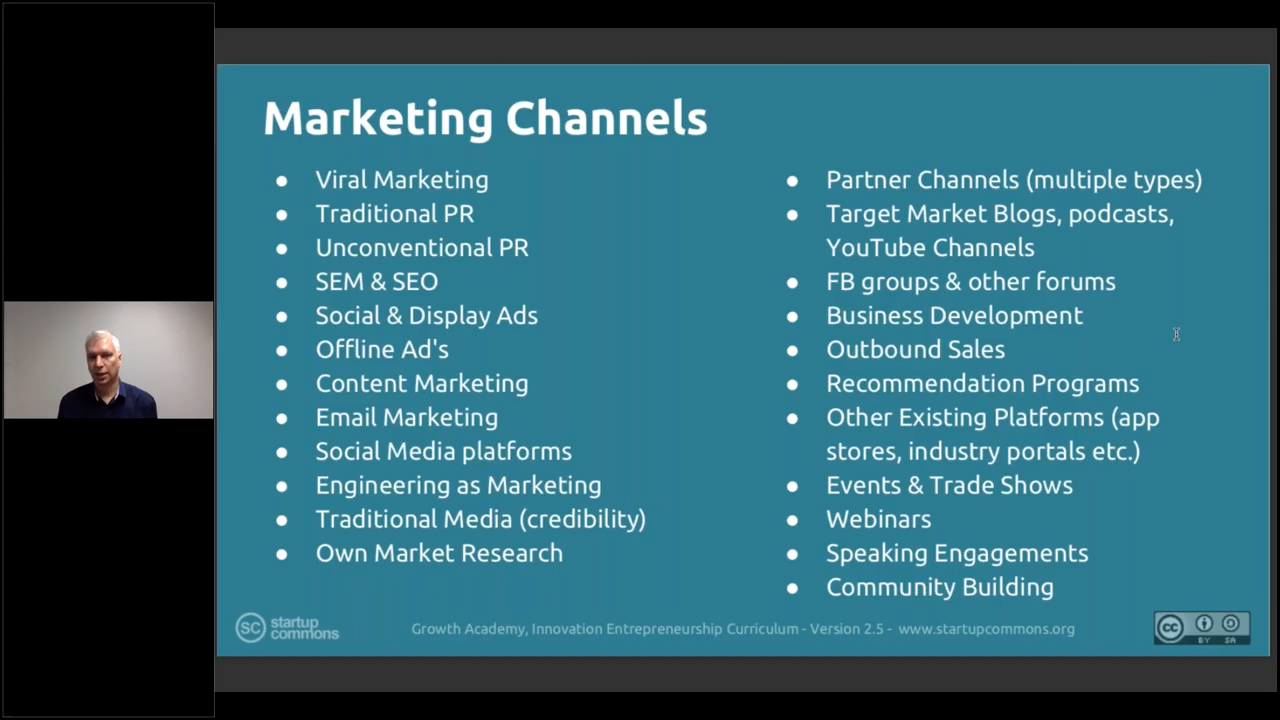 Marketing Channels
● Viral Marketing
● Traditional PR
● Unconventional PR
● SEM & SEO
● Social & Display Ads
● Offline Ad's
● Content Marketing
● Email Marketing
● Social Media platforms
● Engineering as Marketing
● Traditional Media (credibility)
● Own Market Research
● Partner Channels (multiple types)
● Target Market Blogs, podcasts,
YouTube Channels
● FB groups & other forums
● Business Development
● Outbound Sales
● Recommendation Programs
● Other Existing Platforms (app
stores, industry portals etc.)
● Events & Trade Shows
● Webinars
● Speaking Engagements
● Community Building
SC startup
commons
Growth Academy, Innovation Entrepreneurship Curriculum - Version 2.5 - www.startupcommons.org
cc
BY SA